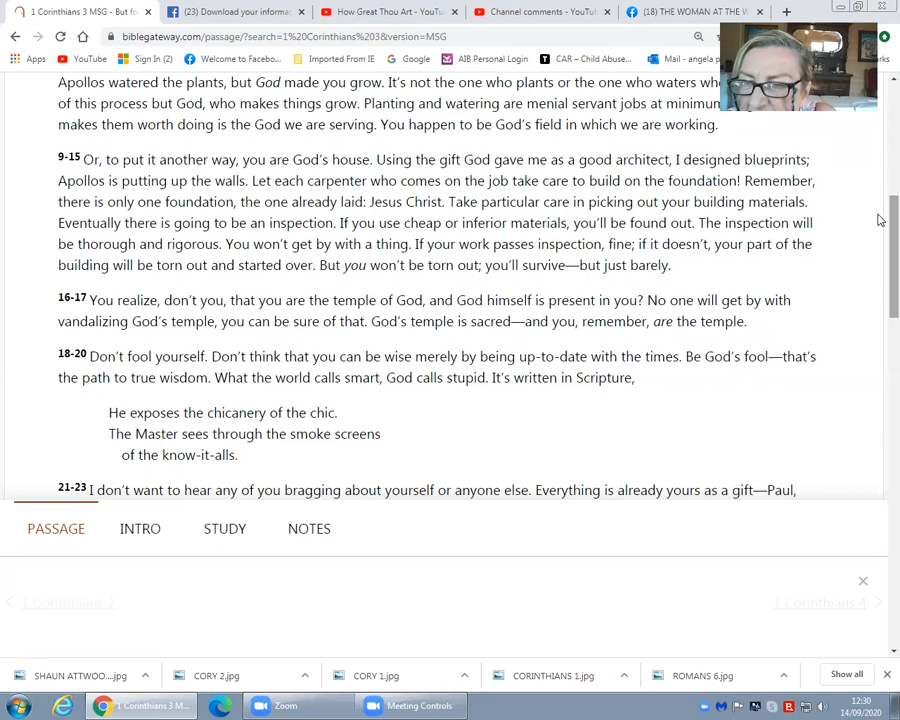 1 Corinthians 3 MSG - But fo
(23) Download your informa
How Great Thou Art - YouTu
Channel comments - YouTub
(18) THE WOMAN AT THE W
biblegateway.com/passage/?search=1%20Corinthians%203&version=MSG
Apps
YouTube
Sign In (2)
Welcome to Facebo...
Imported From IE
Google
AIB Personal Login
CAR – Child Abuse...
Mail - angela p
Apollos watered the plants, but God made you grow. It's not the one who plants or the one who waters
of this process but God, who makes things grow. Planting and watering are menial servant jobs at minimum
makes them worth doing is the God we are serving. You happen to be God's field in which we are working.
9-15 Or, to put it another way, you are God's house. Using the gift God gave me as a good architect, I designed blueprints;
Apollos is putting up the walls. Let each carpenter who comes on the job take care to build on the foundation! Remember,
there is only one foundation, the one already laid: Jesus Christ. Take particular care in picking out your building materials.
Eventually there is going to be an inspection. If you use cheap or inferior materials, you'll be found out. The inspection will
be thorough and rigorous. You won't get by with a thing. If your work passes inspection, fine; if it doesn't, your part of the
building will be torn out and started over. But you won't be torn out; you'll survive—but just barely.
16-17 You realize, don't you, that you are the temple of God, and God himself is present in you? No one will get by with
vandalizing God's temple, you can be sure of that. God's temple is sacred—and you, remember, are the temple.
18-20 Don't fool yourself. Don't think that you can be wise merely by being up-to-date with the times. Be God's fool—that's
the path to true wisdom. What the world calls smart, God calls stupid. It's written in Scripture,
He exposes the chicanery of the chic.
The Master sees through the smoke screens
of the know-it-alls.
21-23 I don't want to hear any of you bragging about yourself or anyone else. Everything is already yours as a gift—Paul,
PASSAGE
INTRO
STUDY
NOTES
1 Corinthians 2
1 Corinthians 4
SHAUN ATTWOO....jpg
CORY 2.jpg
CORY 1.jpg
CORINTHIANS 1.jpg
ROMANS 6.jpg
Show all
1 Corinthians 3 M...
Zoom
Meeting Controls
12:30
14/09/2020